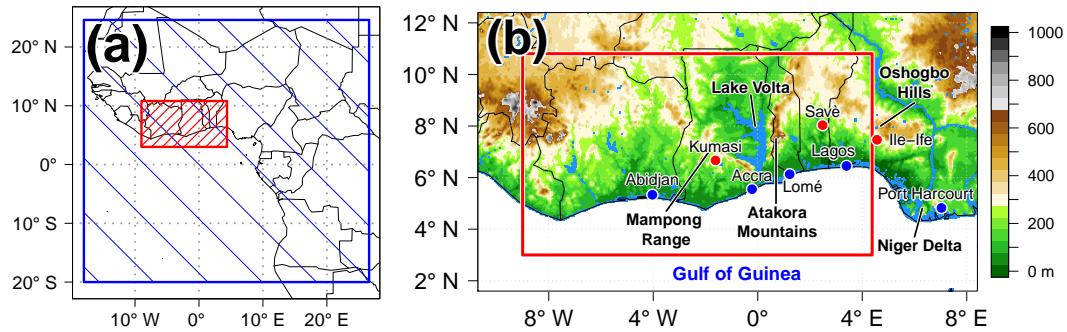 (a)
20° N
10° N
0°
10° S
20° S
10° W
0°
10° E
20° E
(b)
12° N
10° N
8° N
6° N
4° N
2° N
8° W
4° W
0°
4° E
8° E
Oshogbo
Hills
Lake Volta
Savè
Ile−Ife
Kumasi
Lagos
Abidjan
Accra
Lomé
Port Harcourt
Mampong
Range
Atakora
Mountains
Niger Delta
Gulf of Guinea
1000
800
600
400
200
0 m